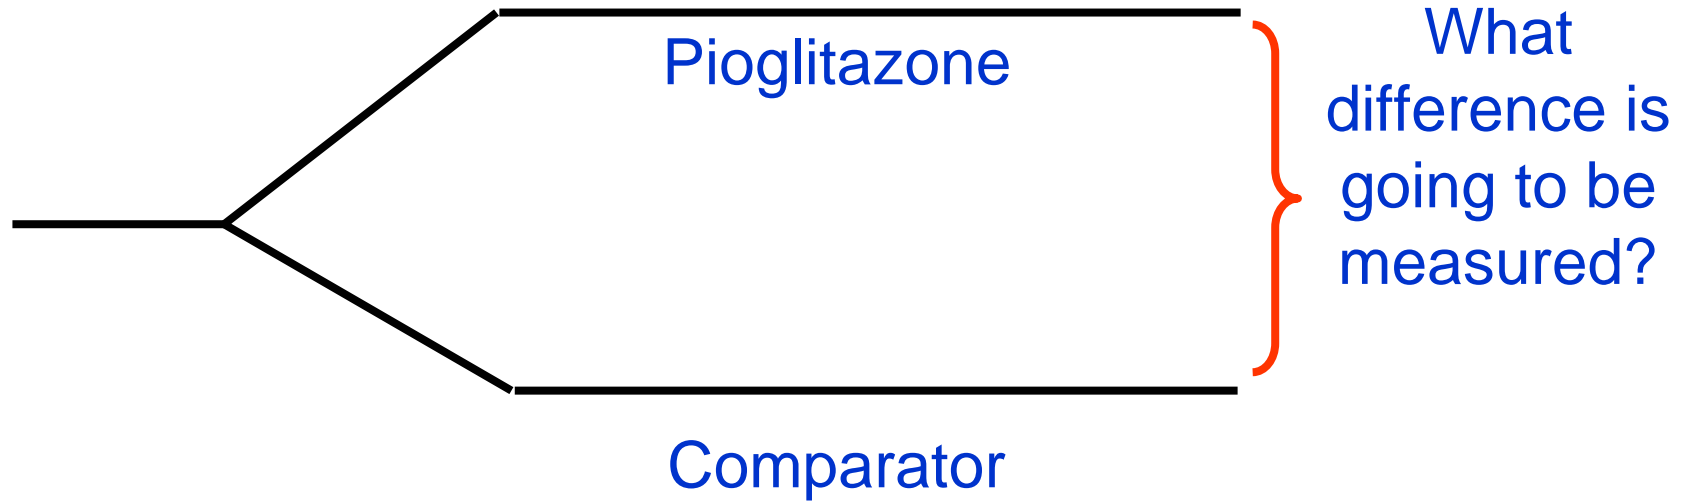 Pioglitazone
What
difference is
going to be
measured?
Comparator